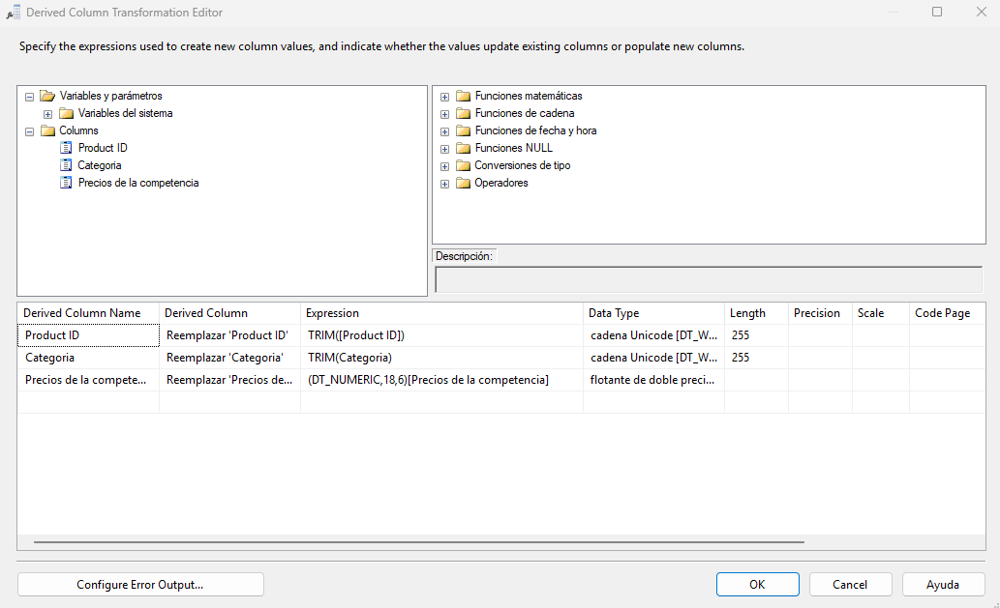 Derived Column Transformation Editor
Specify the expressions used to create new column values, and indicate whether the values update existing columns or populate new columns.
Variables y parámetros
Variables del sistema
Columns
Product ID
Categoria
Precios de la competencia
Funciones matemáticas
Funciones de cadena
Funciones de fecha y hora
Funciones NULL
Conversiones de tipo
Operadores
Descripción:
Derived Column Name Derived Column Expression Data Type Length Precision Scale Code Page
Product ID Reemplazar 'Product ID' TRIM([Product ID]) cadena Unicode [DT_W... 255
Categoria Reemplazar 'Categoria' TRIM(Categoria) cadena Unicode [DT_W... 255
Precios de la compete... Reemplazar 'Precios de... (DT_NUMERIC,18,6)[Precios de la competencia] flotante de doble preci...
Configure Error Output... OK Cancel Ayuda